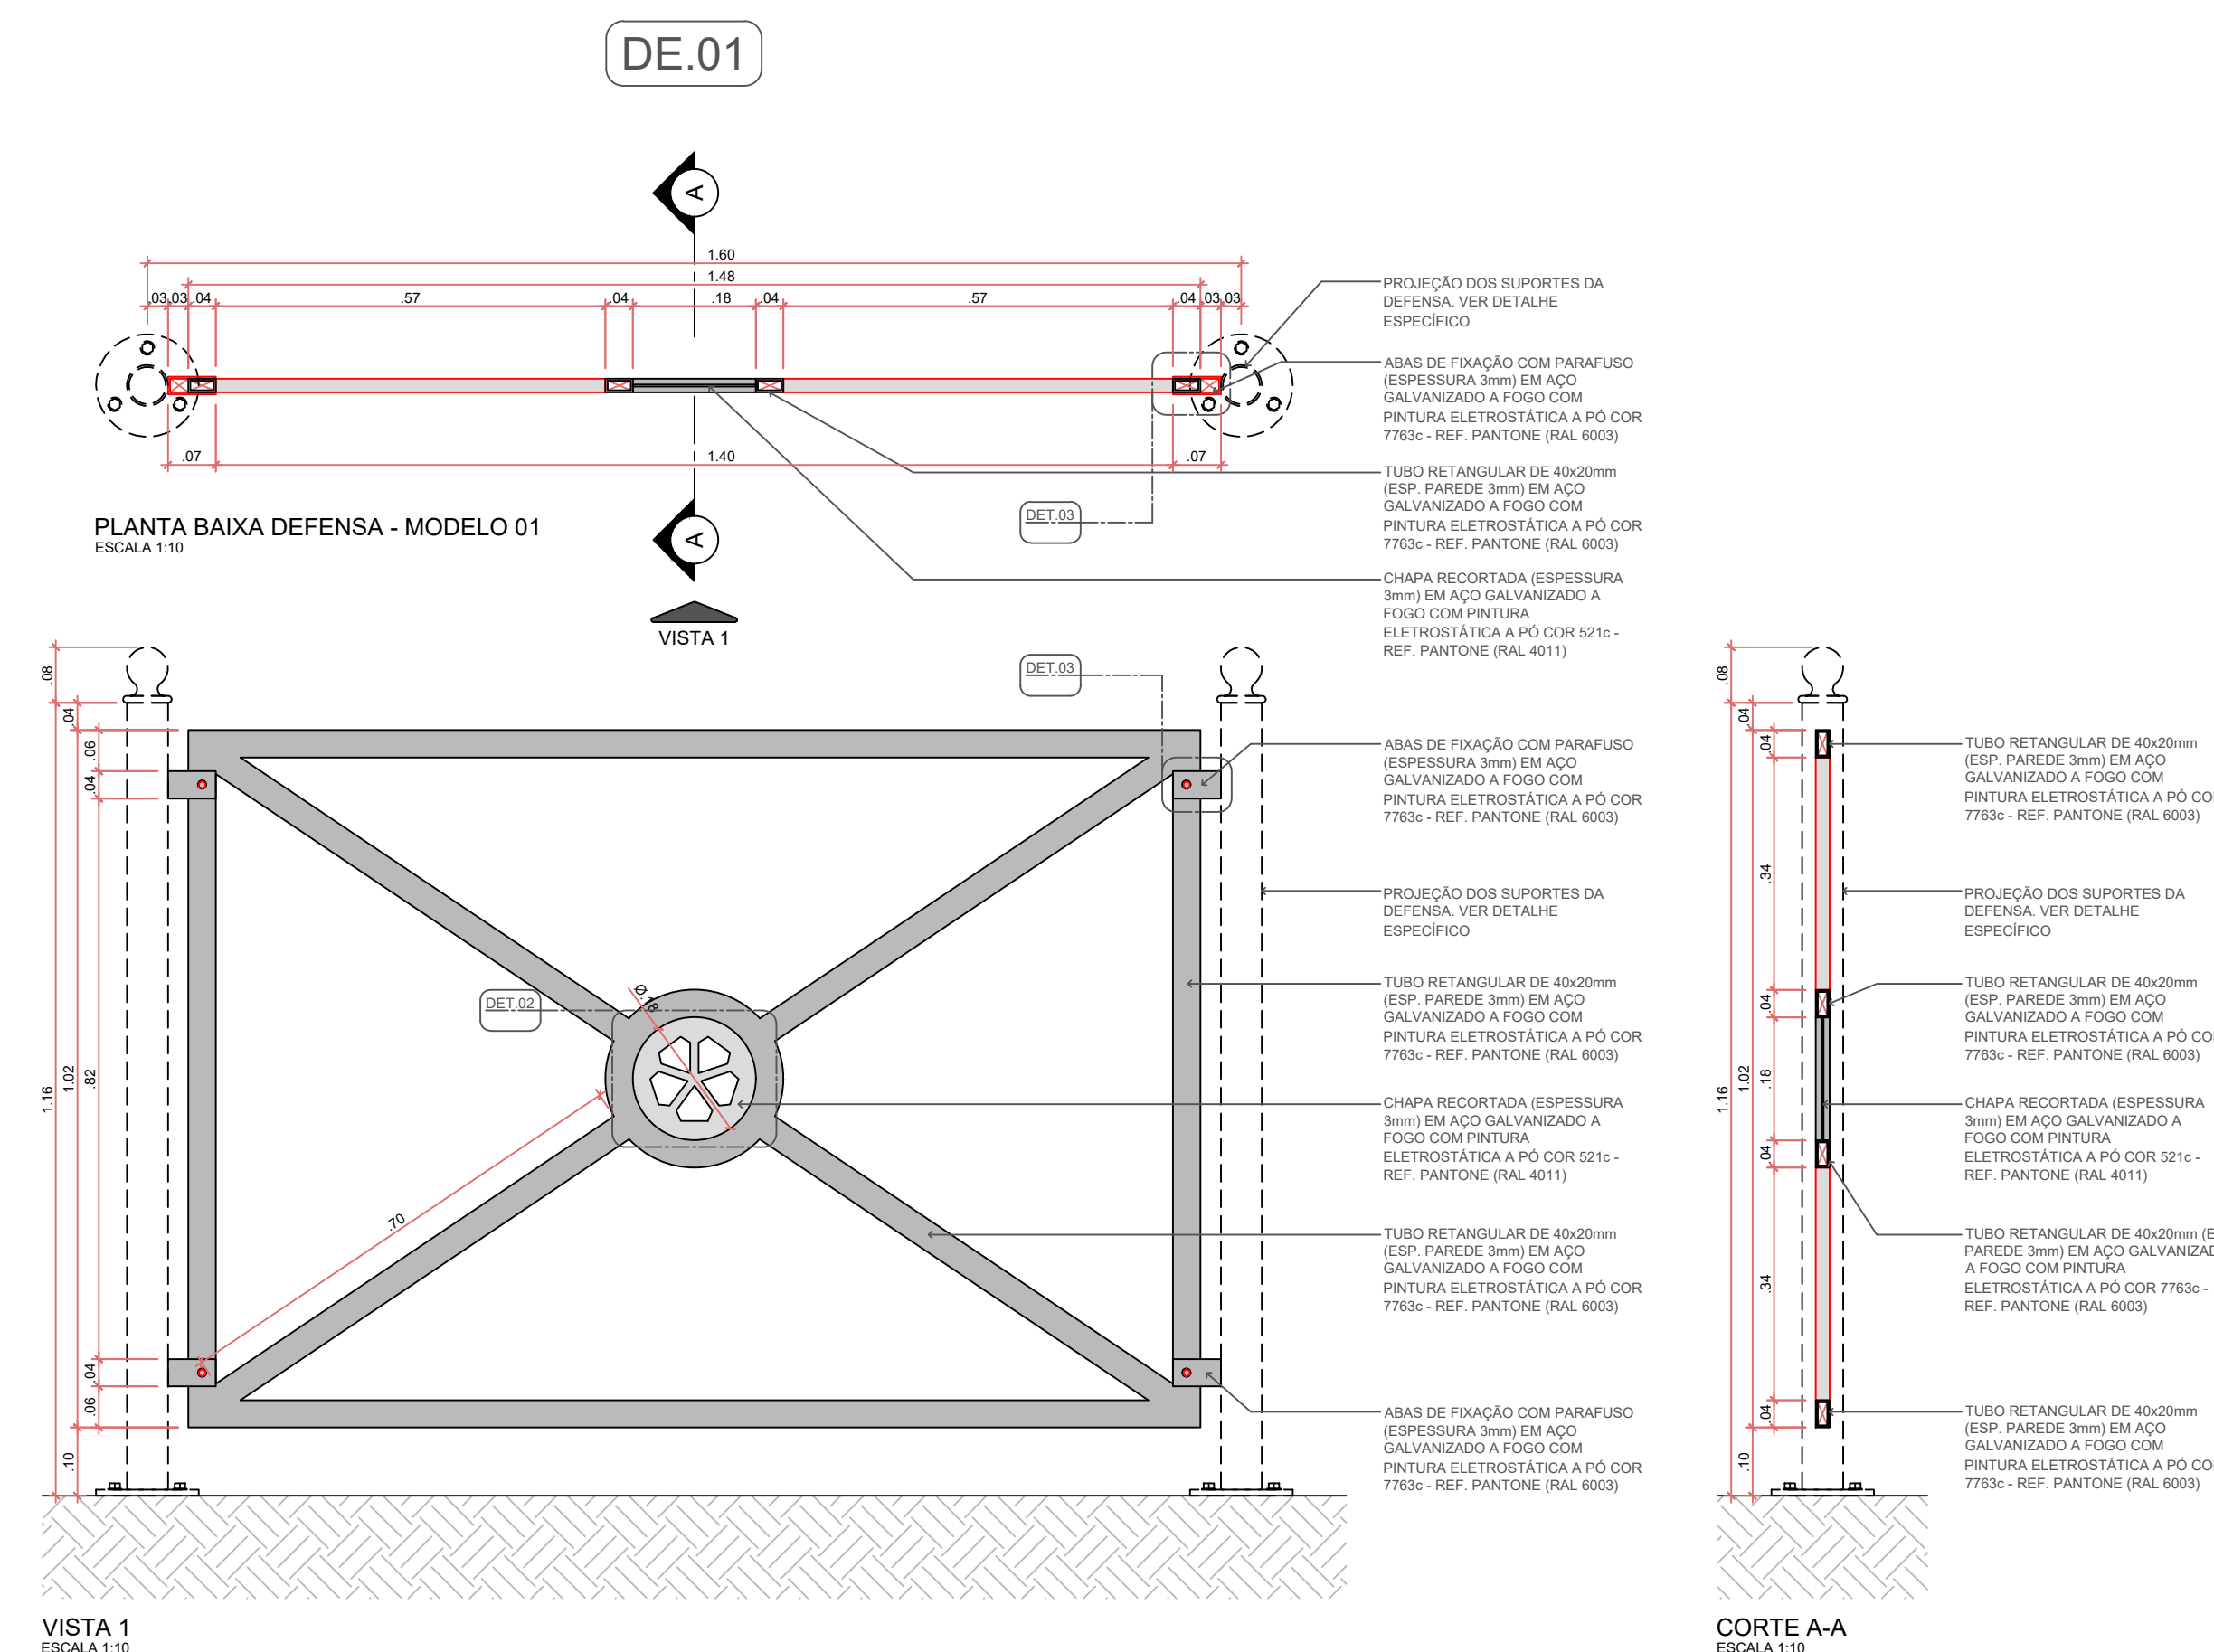 DE.01
A
1.60
1.48
.03 .03 .04 .57 .04 .18 .04 .57 .04 .03 .03
.07 1.40 .07
A
PLANTA BAIXA DEFENSA - MODELO 01
ESCALA 1:10
VISTA 1
DET.03
PROJEÇÃO DOS SUPORTES DA
DEFENSA. VER DETALHE
ESPECÍFICO
ABAS DE FIXAÇÃO COM PARAFUSO
(ESPESSURA 3mm) EM AÇO
GALVANIZADO A FOGO COM
PINTURA ELETROSTÁTICA A PÓ COR
7763c - REF. PANTONE (RAL 6003)
TUBO RETANGULAR DE 40x20mm
(ESP. PAREDE 3mm) EM AÇO
GALVANIZADO A FOGO COM
PINTURA ELETROSTÁTICA A PÓ COR
7763c - REF. PANTONE (RAL 6003)
CHAPA RECORTADA (ESPESSURA
3mm) EM AÇO GALVANIZADO A
FOGO COM PINTURA
ELETROSTÁTICA A PÓ COR 521c -
REF. PANTONE (RAL 4011)
DET.03
.08
.04
.06
.04
1.16
1.02
.82
.04
.06
.10
DET.02
Ø.18
.70
ABAS DE FIXAÇÃO COM PARAFUSO
(ESPESSURA 3mm) EM AÇO
GALVANIZADO A FOGO COM
PINTURA ELETROSTÁTICA A PÓ COR
7763c - REF. PANTONE (RAL 6003)
PROJEÇÃO DOS SUPORTES DA
DEFENSA. VER DETALHE
ESPECÍFICO
TUBO RETANGULAR DE 40x20mm
(ESP. PAREDE 3mm) EM AÇO
GALVANIZADO A FOGO COM
PINTURA ELETROSTÁTICA A PÓ COR
7763c - REF. PANTONE (RAL 6003)
CHAPA RECORTADA (ESPESSURA
3mm) EM AÇO GALVANIZADO A
FOGO COM PINTURA
ELETROSTÁTICA A PÓ COR 521c -
REF. PANTONE (RAL 4011)
TUBO RETANGULAR DE 40x20mm
(ESP. PAREDE 3mm) EM AÇO
GALVANIZADO A FOGO COM
PINTURA ELETROSTÁTICA A PÓ COR
7763c - REF. PANTONE (RAL 6003)
ABAS DE FIXAÇÃO COM PARAFUSO
(ESPESSURA 3mm) EM AÇO
GALVANIZADO A FOGO COM
PINTURA ELETROSTÁTICA A PÓ COR
7763c - REF. PANTONE (RAL 6003)
VISTA 1
ESCALA 1:10
.08
.04
.04
.34
.04
1.16
1.02
.18
.04
.34
.04
.10
TUBO RETANGULAR DE 40x20mm
(ESP. PAREDE 3mm) EM AÇO
GALVANIZADO A FOGO COM
PINTURA ELETROSTÁTICA A PÓ
7763c - REF. PANTONE (RAL 6003)
PROJEÇÃO DOS SUPORTES DA
DEFENSA. VER DETALHE
ESPECÍFICO
TUBO RETANGULAR DE 40x20mm
(ESP. PAREDE 3mm) EM AÇO
GALVANIZADO A FOGO COM
PINTURA ELETROSTÁTICA A PÓ
7763c - REF. PANTONE (RAL 6003)
CHAPA RECORTADA (ESPESSURA
3mm) EM AÇO GALVANIZADO A
FOGO COM PINTURA
ELETROSTÁTICA A PÓ COR 521c -
REF. PANTONE (RAL 4011)
TUBO RETANGULAR DE 40x20mm
PAREDE 3mm) EM AÇO
A FOGO COM PINTURA
ELETROSTÁTICA A PÓ COR 7763c -
REF. PANTONE (RAL 6003)
TUBO RETANGULAR DE 40x20mm
(ESP. PAREDE 3mm) EM AÇO
GALVANIZADO A FOGO COM
PINTURA ELETROSTÁTICA A PÓ
7763c - REF. PANTONE (RAL 6003)
CORTE A-A
ESCALA 1:10